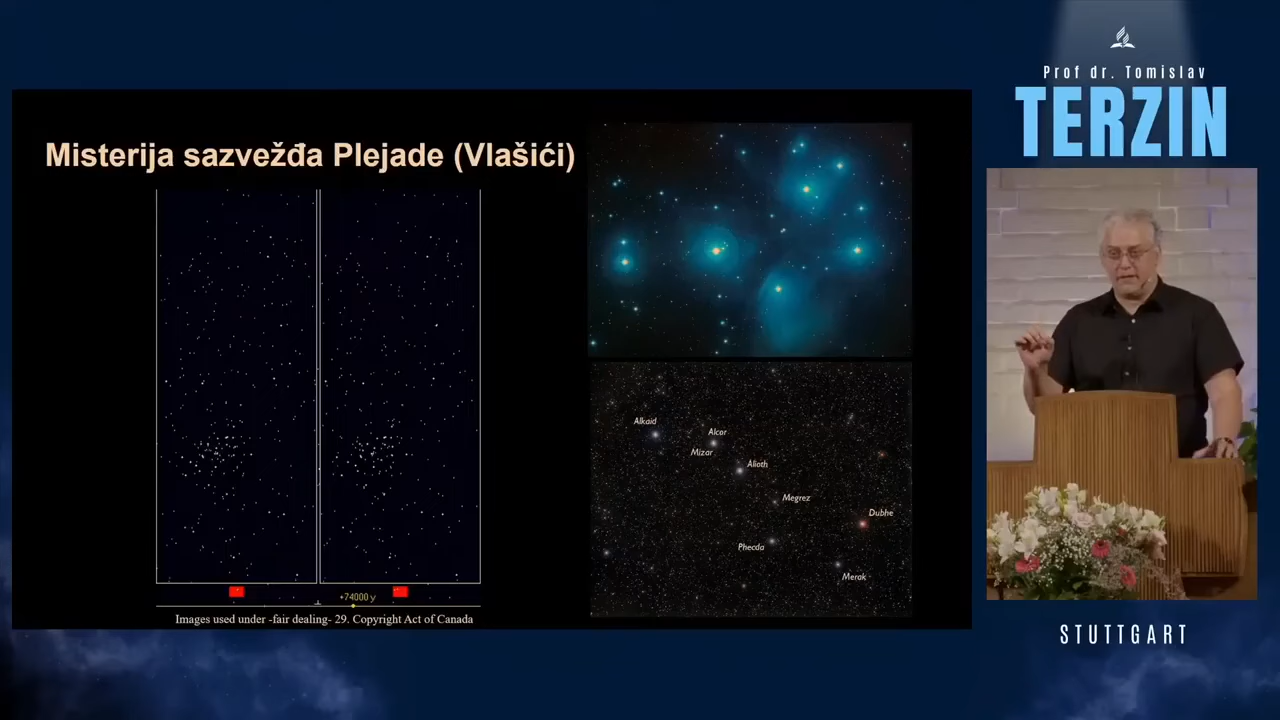 Misterija sazvežđa Plejade (Vlašići)
+74000 y
Images used under -fair dealing- 29. Copyright Act of Canada
Alkaid
Alcor
Mizar
Alioth
Megrez
Dubhe
Phecda
Merak
Prof dr. Tomislav
TERZIN
STUTTGART